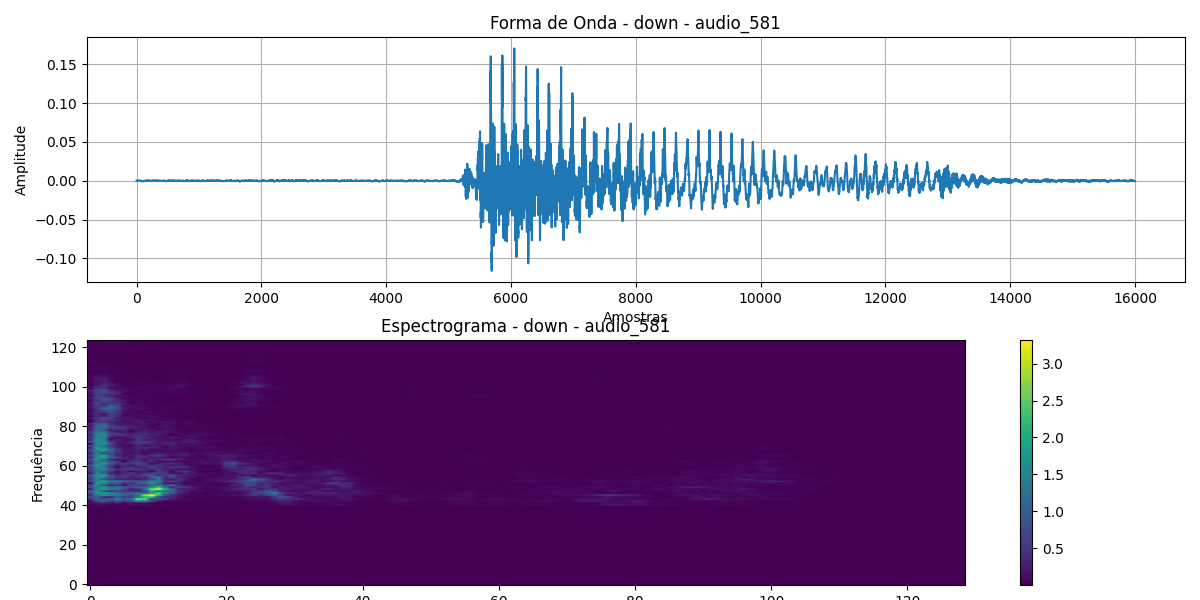 Forma de Onda - down - audio_581
0.15
0.10
0.05
0.00
−0.05
−0.10
Amplitude
0 2000 4000 6000 8000 10000 12000 14000 16000
Amostras
Espectrograma - down - audio_581
120
100
80
60
40
20
0
Frequência
0 20 40 60 80 100 120
3.0
2.5
2.0
1.5
1.0
0.5